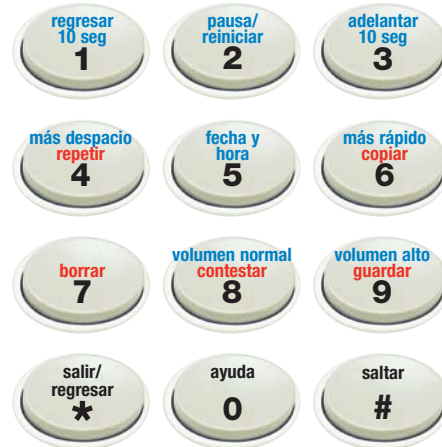 regresar
10 seg
1
pausa/
reiniciar
2
adelantar
10 seg
3
más despacio
repetir
4
fecha y
hora
5
más rápido
copiar
6
borrar
7
volumen normal
contestar
8
volumen alto
guardar
9
salir/
regresar
*
ayuda
0
saltar
#